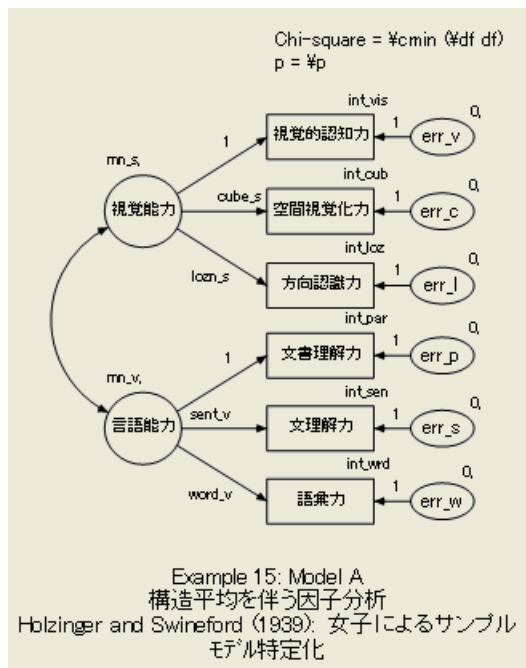 Chi-square = ¥cmin (¥df df)
p = ¥p
int_vis
0,
視覚的認知力
1
err_v
1
mn_s,
int_cub
0,
視覚能力
cube_s
空間視覚化力
1
err_c
int_loz
0,
lozn_s
方向認識力
1
err_l
int_par
0,
文書理解力
1
err_p
1
mn_v,
int_sen
0,
言語能力
sent_v
文理解力
1
err_s
int_wrd
0,
word_v
語彙力
1
err_w
Example 15: Model A
構造平均を伴う因子分析
Holzinger and Swineford (1939): 女子によるサンプル
モデル特定化